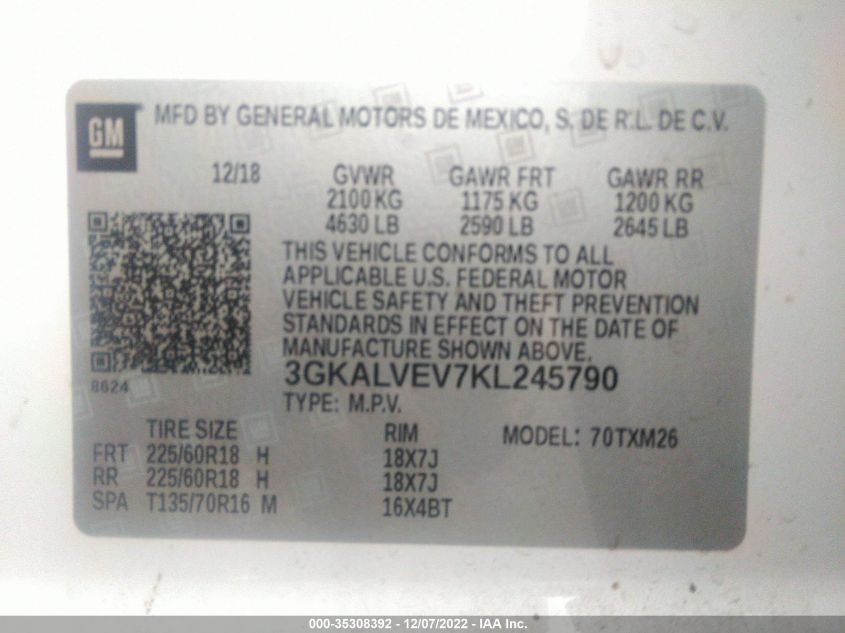 GM
MFD BY GENERAL MOTORS DE MEXICO, S. DE R.L. DE C.V.
12/18 GVWR GAWR FRT GAWR RR
2100 KG 1175 KG 1200 KG
4630 LB 2590 LB 2645 LB
THIS VEHICLE CONFORMS TO ALL
APPLICABLE U.S. FEDERAL MOTOR
VEHICLE SAFETY AND THEFT PREVENTION
STANDARDS IN EFFECT ON THE DATE OF
MANUFACTURE SHOWN ABOVE.
8624
3GKALVEV7KL245790
TYPE: M.P.V.
TIRE SIZE RIM MODEL: 70TXM26
FRT 225/60R18 H 18X7J
RR 225/60R18 H 18X7J
SPA T135/70R16 M 16X4BT
000-35308392 - 12/07/2022 - IAA Inc.